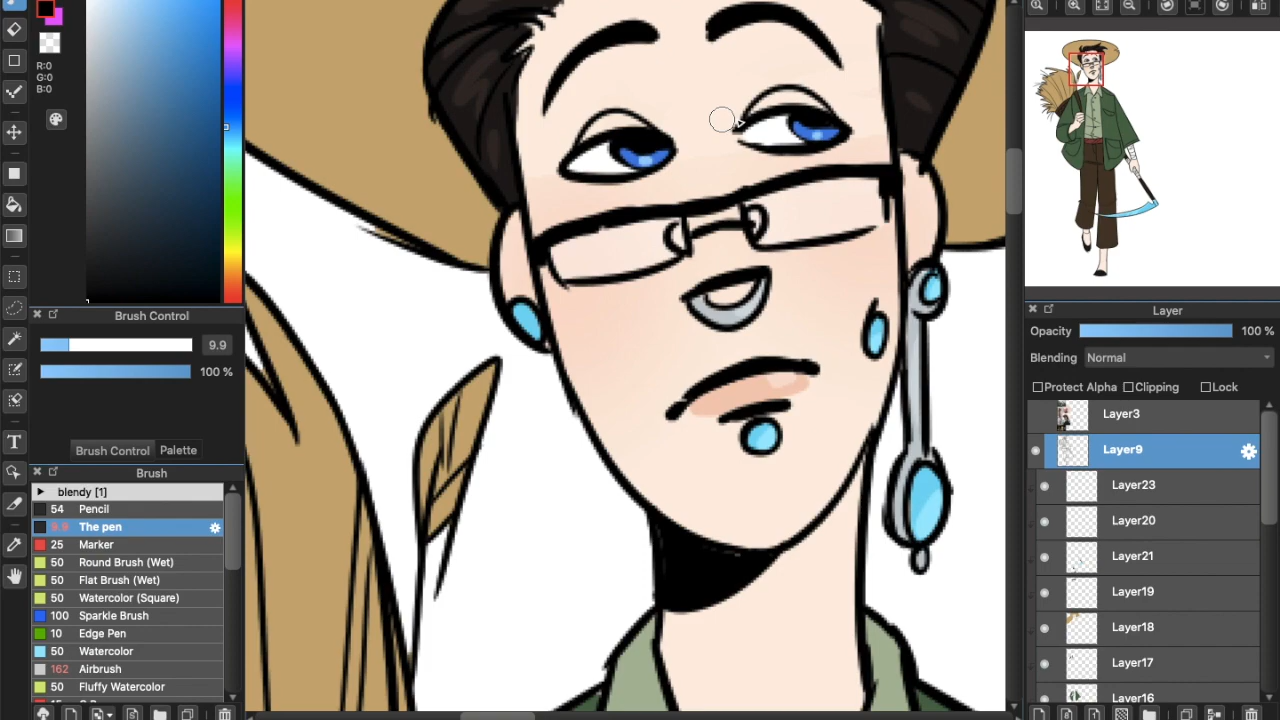 R:0
G:0
B:0
Brush Control
9.9
100 %
Brush Control Palette
Brush
blendy [1]
54 Pencil
9.9 The pen
25 Marker
50 Round Brush (Wet)
50 Flat Brush (Wet)
50 Watercolor (Square)
100 Sparkle Brush
10 Edge Pen
50 Watercolor
162 Airbrush
50 Fluffy Watercolor
Layer
Opacity 100 %
Blending Normal
Protect Alpha Clipping Lock
Layer3
Layer9
Layer23
Layer20
Layer21
Layer19
Layer18
Layer17
Layer16